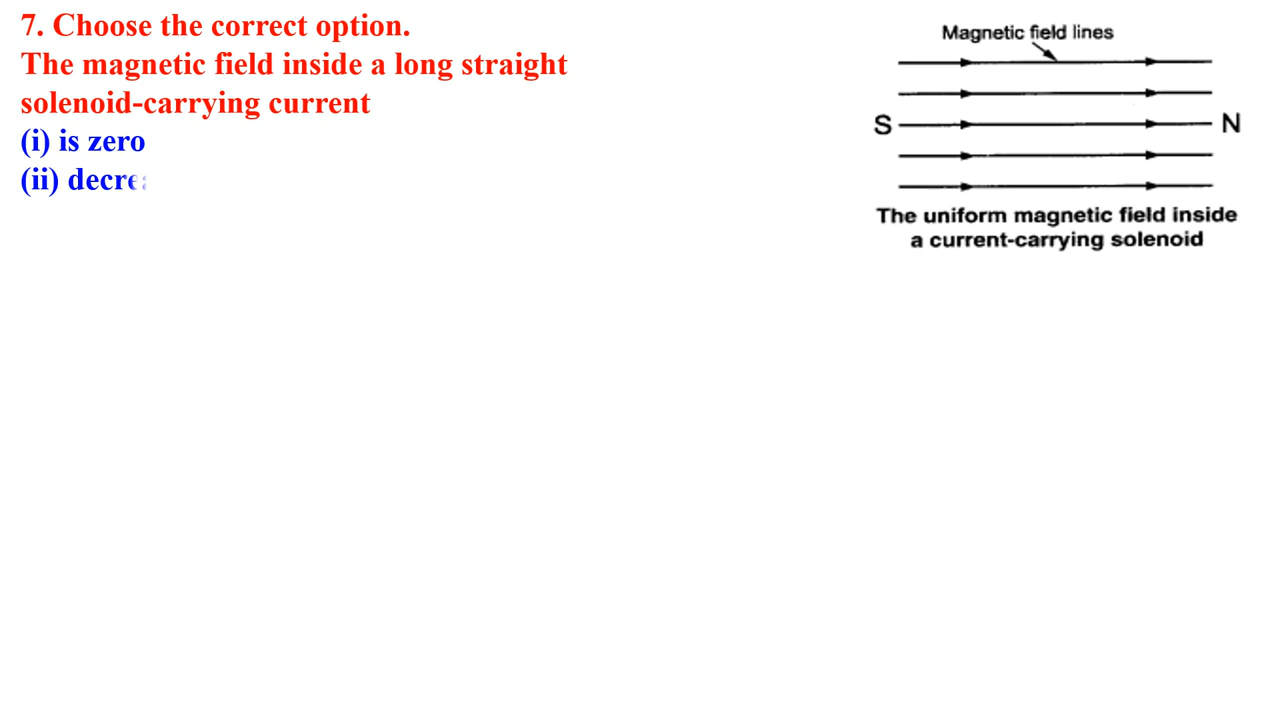 7. Choose the correct option.
The magnetic field inside a long straight
solenoid-carrying current
(i) is zero
(ii) decre
Magnetic field lines
S
N
The uniform magnetic field inside
a current-carrying solenoid